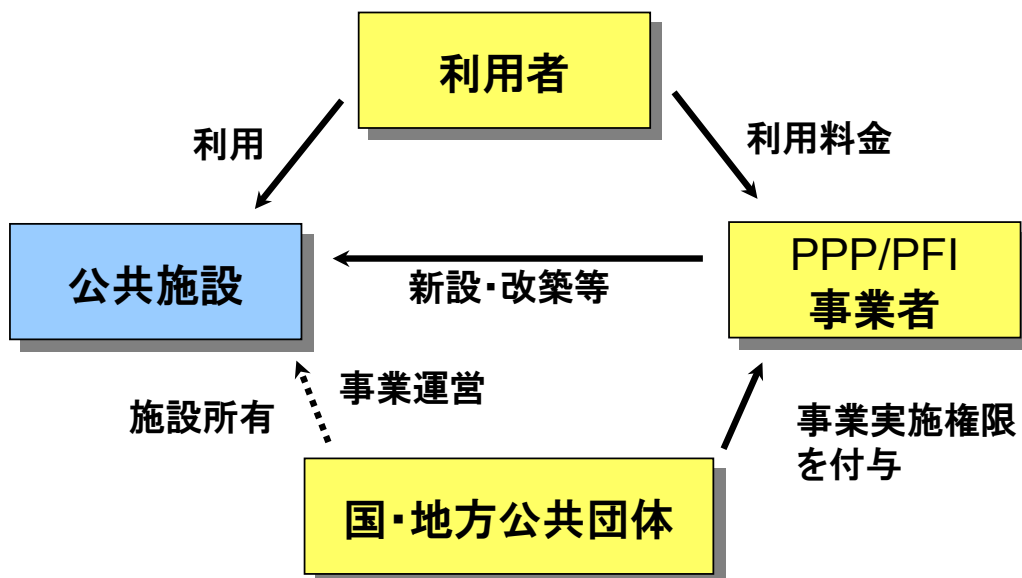 利用者
利用
利用料金
公共施設
新設・改築等
PPP/PFI
事業者
事業運営
施設所有
事業実施権限
を付与
国・地方公共団体